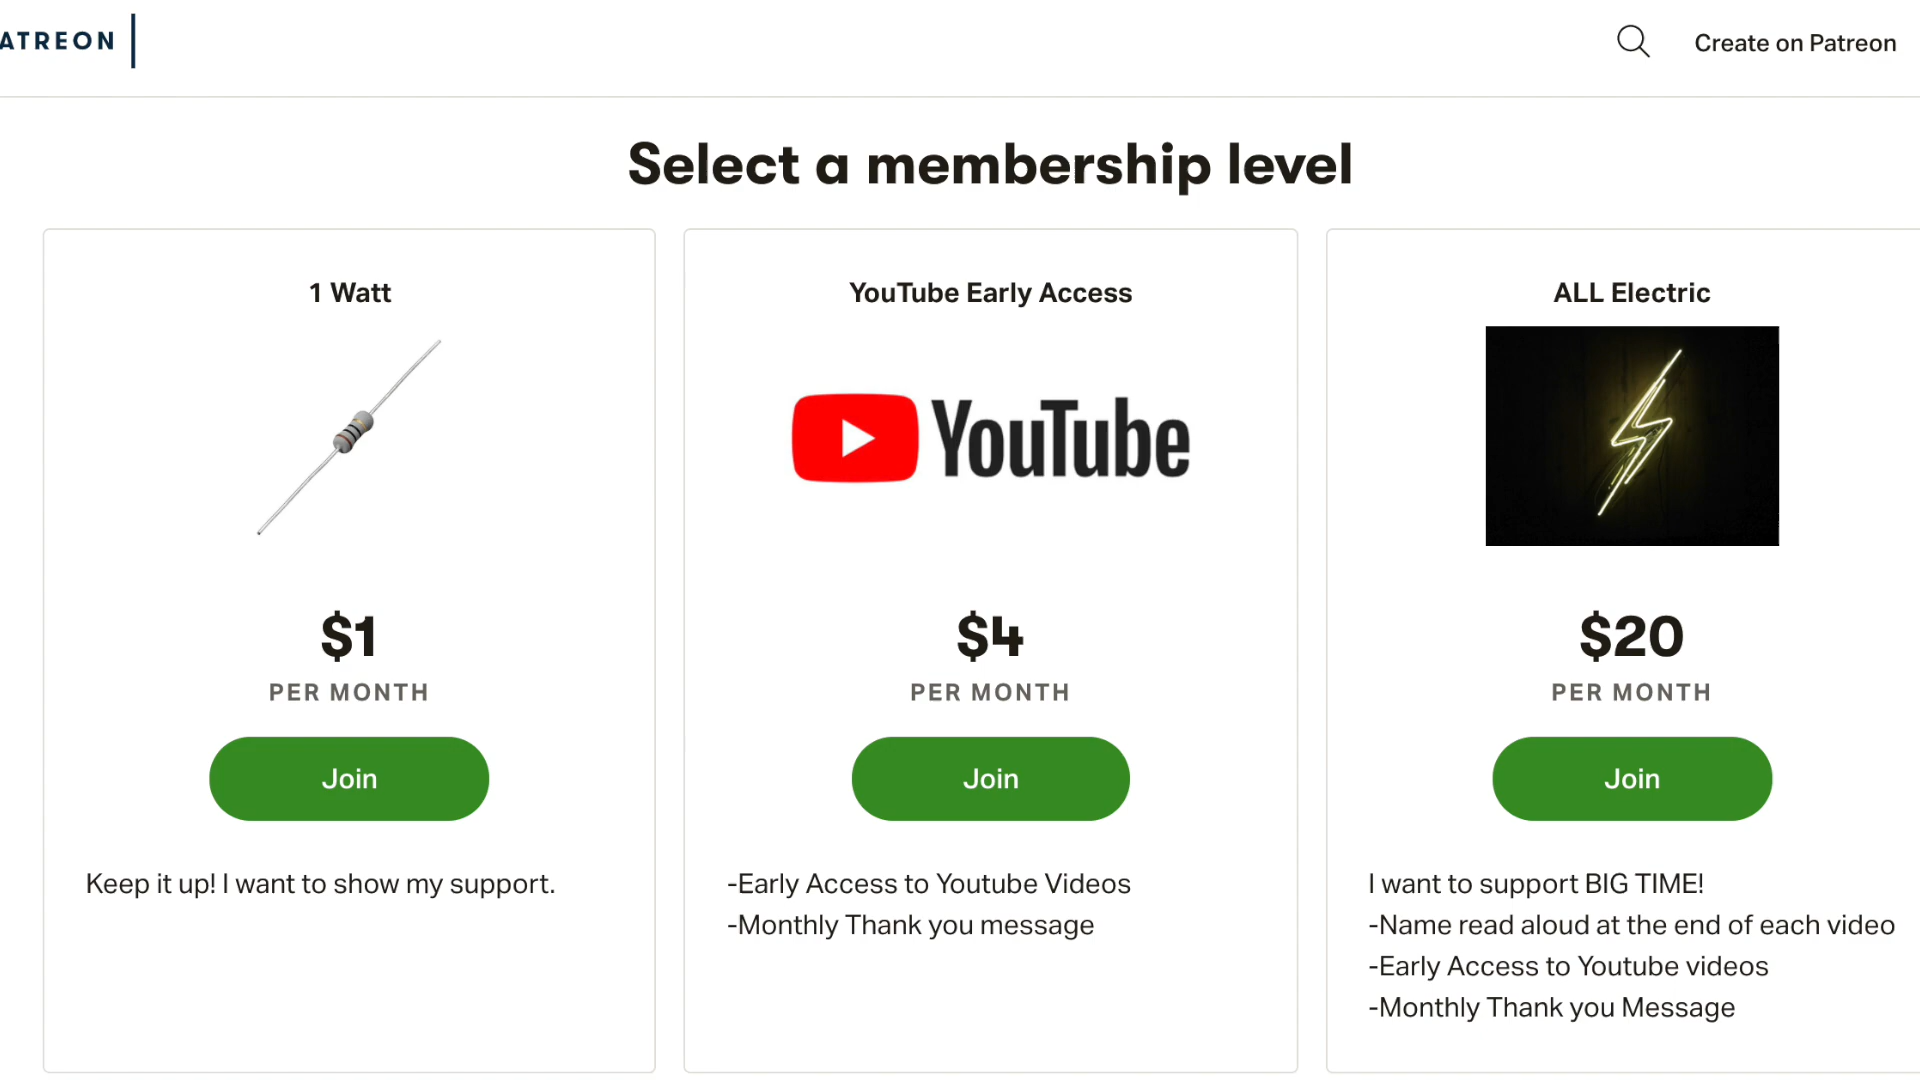 ATREON
Create on Patreon
Select a membership level
1 Watt
$1
PER MONTH
Join
Keep it up! I want to show my support.
YouTube Early Access
YouTube
$4
PER MONTH
Join
-Early Access to Youtube Videos
-Monthly Thank you message
ALL Electric
$20
PER MONTH
Join
I want to support BIG TIME!
-Name read aloud at the end of each video
-Early Access to Youtube videos
-Monthly Thank you Message